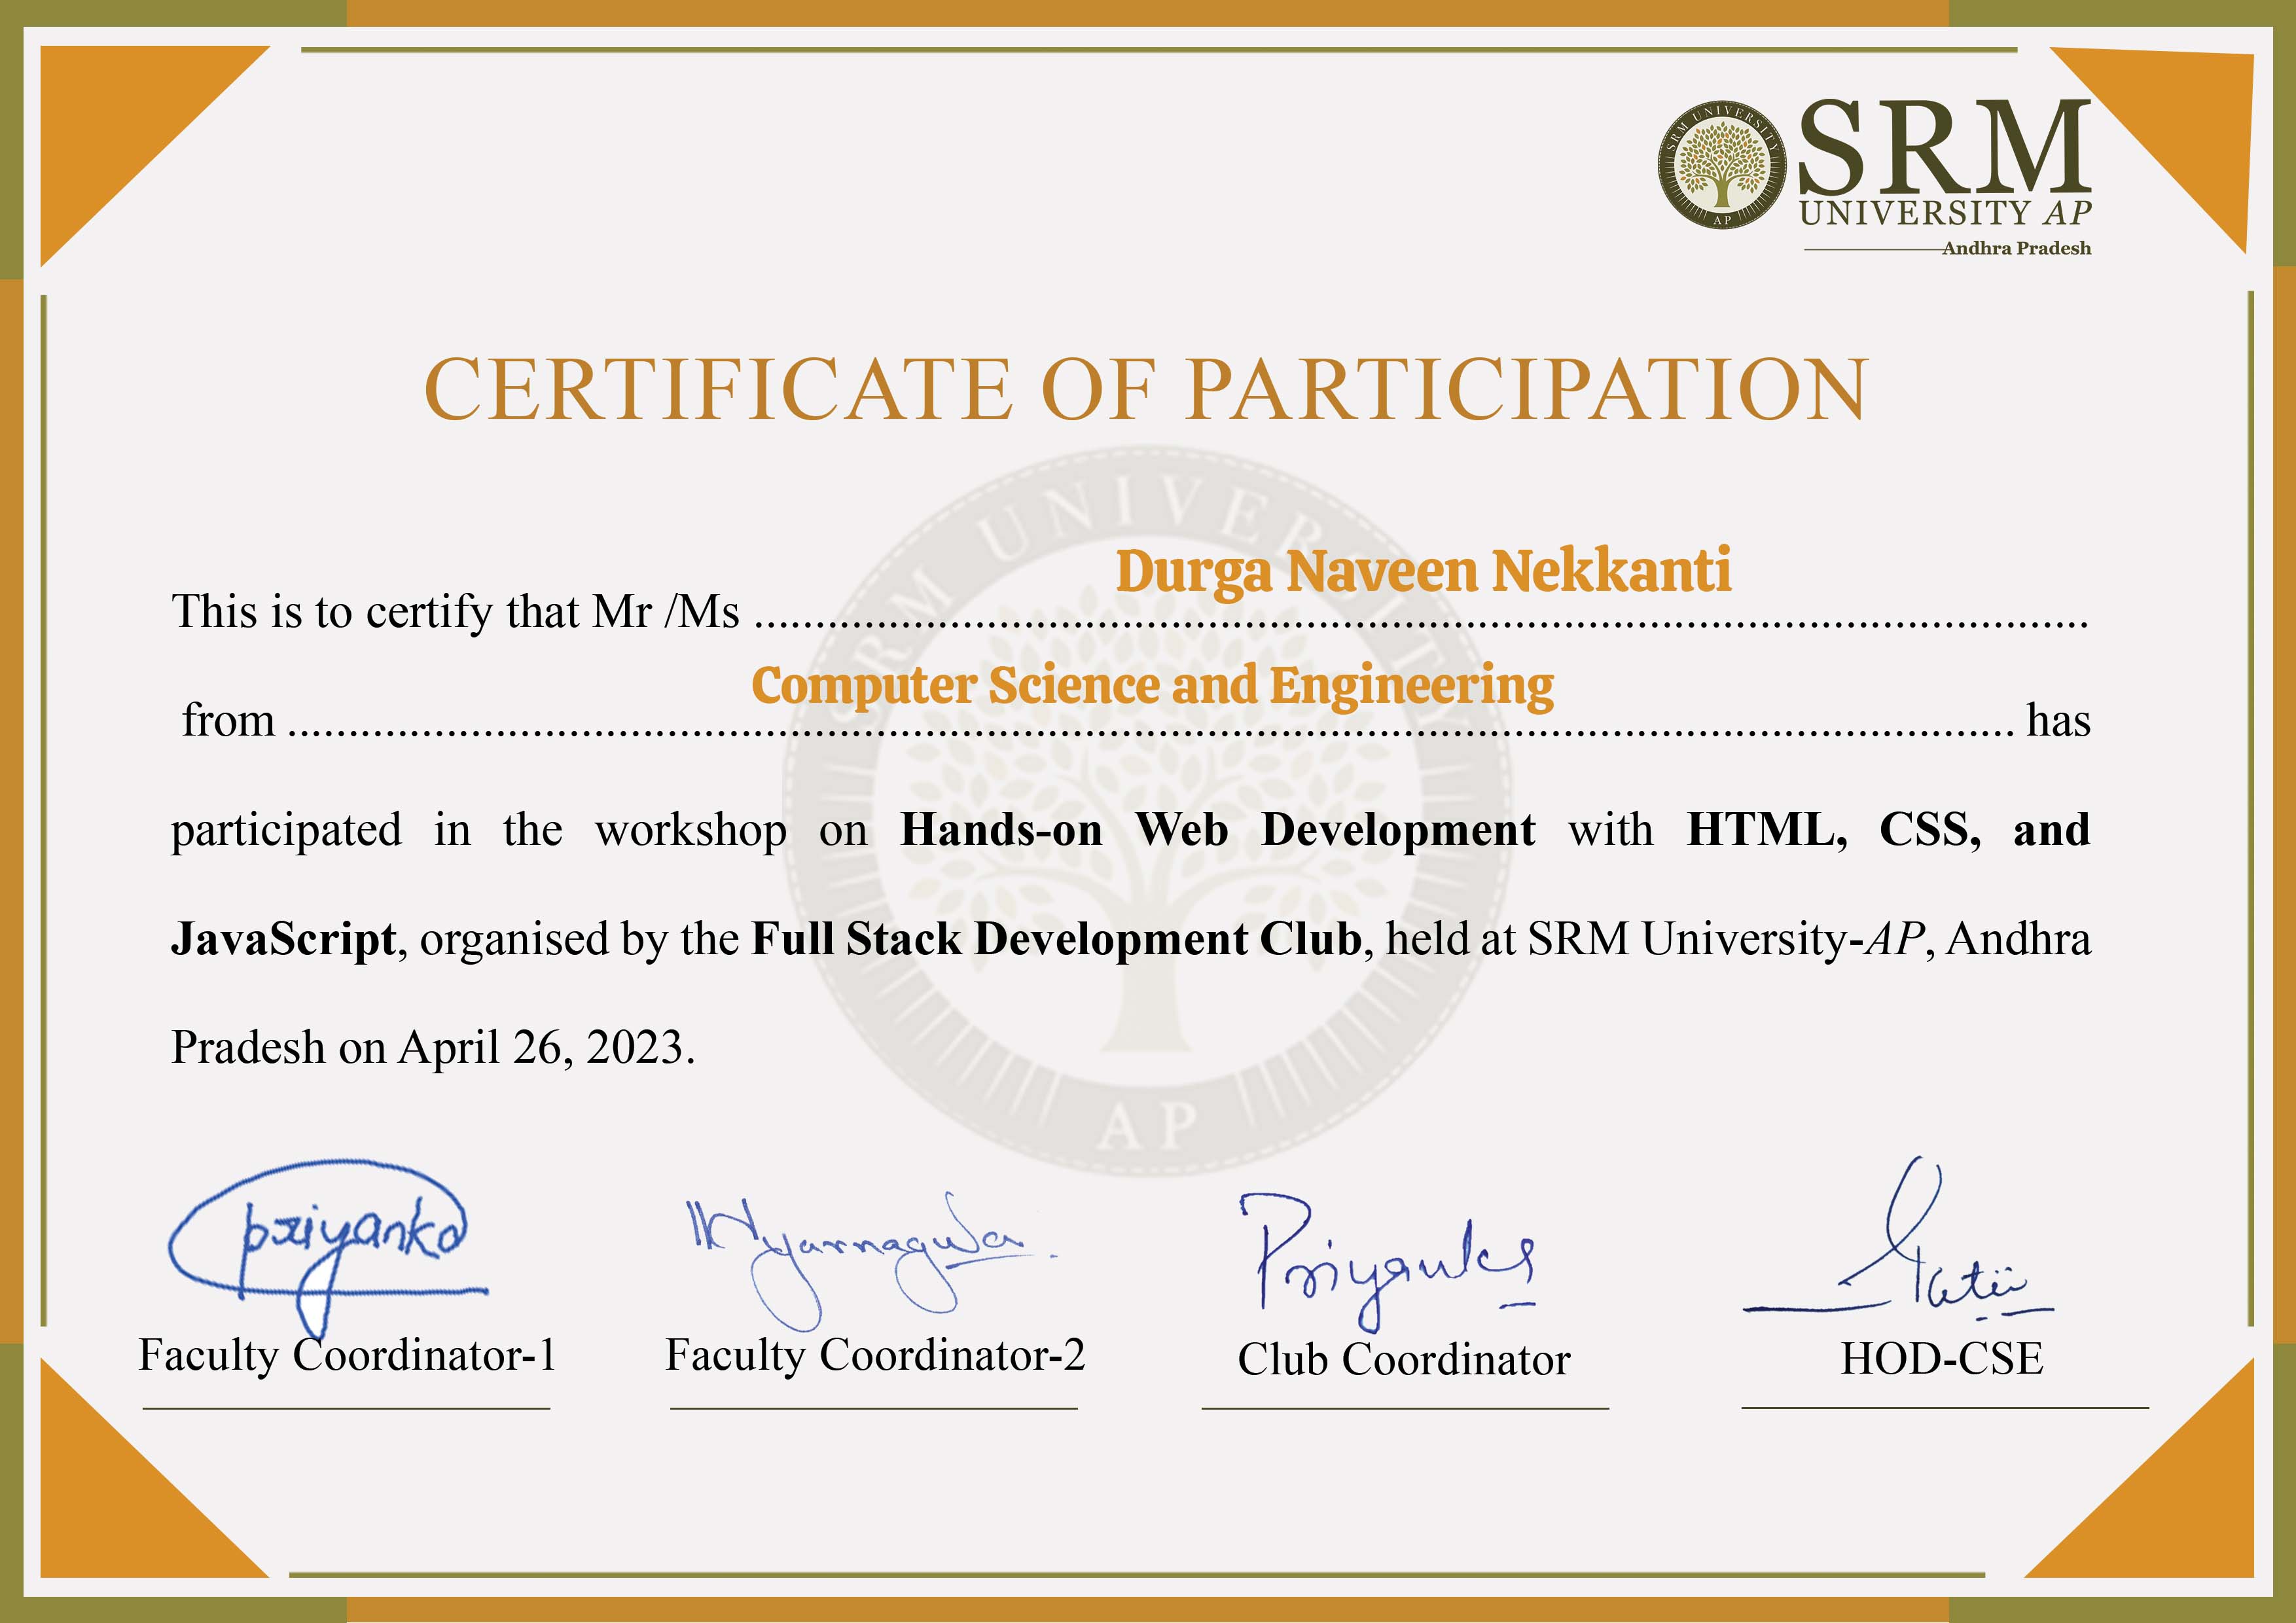 SRM UNIVERSITY
AP
SRM
UNIVERSITY AP
Andhra Pradesh
CERTIFICATE OF PARTICIPATION
SRM UNIVERSITY
Durga Naveen Nekkanti
This is to certify that Mr /Ms ..........................................................................................................
Computer Science and Engineering
from .......................................................................................................................................... has
participated in the workshop on Hands-on Web Development with HTML, CSS, and
JavaScript, organised by the Full Stack Development Club, held at SRM University-AP, Andhra
Pradesh on April 26, 2023.
AP
priyanka
Priyanka
Faculty Coordinator-1
Faculty Coordinator-2
Club Coordinator
HOD-CSE